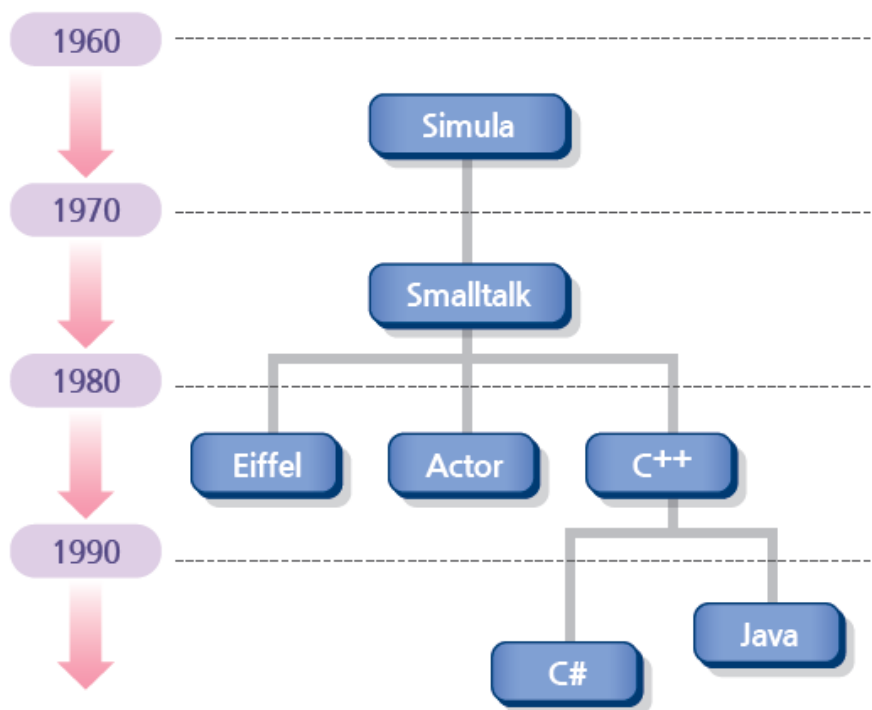 1960
Simula
1970
Smalltalk
1980
Eiffel
Actor
C++
1990
Java
C#